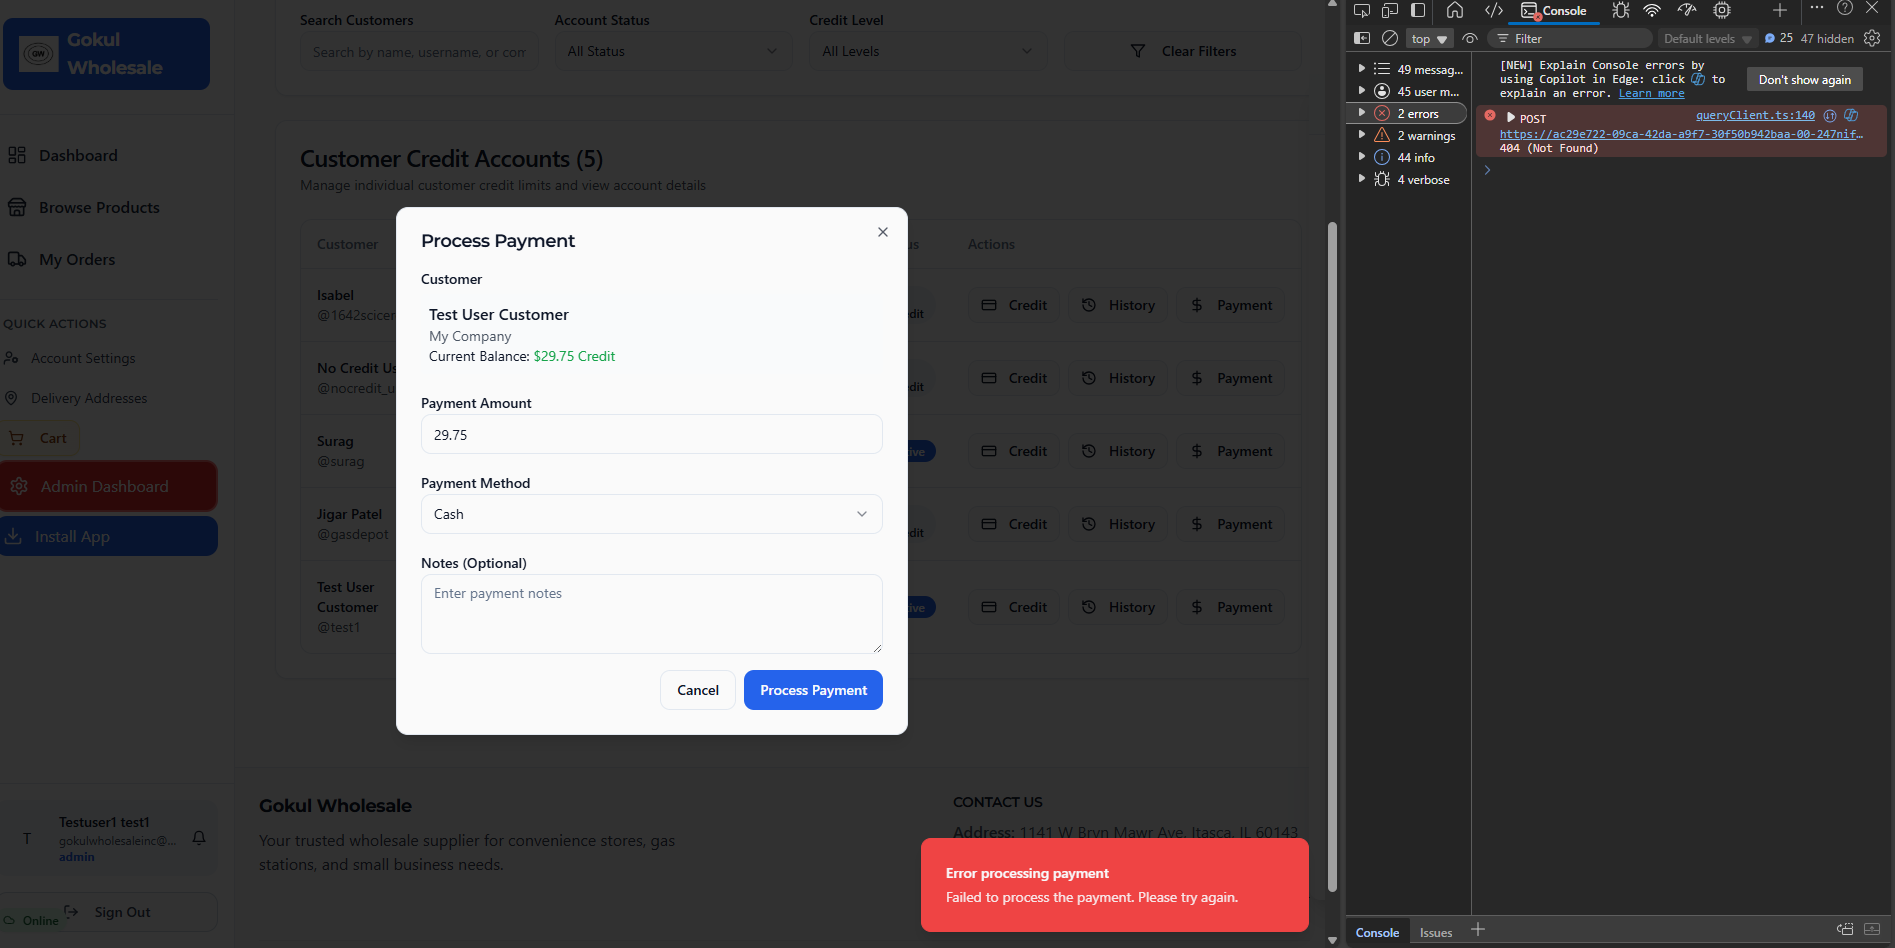 Gokul
Wholesale
GW
Dashboard
Browse Products
My Orders
QUICK ACTIONS
Account Settings
Delivery Addresses
Cart
Admin Dashboard
Install App
Testuser1 test1
T
gokulwholesaleinc@...
admin
Sign Out
Online
Search Customers
Account Status
Credit Level
Search by name, username, or com
All Status
All Levels
Clear Filters
Customer Credit Accounts (5)
Manage individual customer credit limits and view account details
Customer
us
Actions
Isabel
@1642scicer
dit
Credit
History
Payment
No Credit Us
@nocredit_u
dit
Credit
History
Payment
Surag
@surag
ive
Credit
History
Payment
Jigar Patel
@gasdepot
dit
Credit
History
Payment
Test User
Customer
@test1
ive
Credit
History
Payment
Process Payment
Customer
Test User Customer
My Company
Current Balance: $29.75 Credit
Payment Amount
29.75
Payment Method
Cash
Notes (Optional)
Enter payment notes
Cancel
Process Payment
Gokul Wholesale
Your trusted wholesale supplier for convenience stores, gas
stations, and small business needs.
CONTACT US
Address: 1141 W Bryn Mawr Ave, Itasca, IL 60143
Error processing payment
Failed to process the payment. Please try again.
Console
top
Filter
Default levels
25
47 hidden
49 messag...
45 user m...
2 errors
2 warnings
44 info
4 verbose
[NEW] Explain Console errors by
using Copilot in Edge: click to
explain an error. Learn more
Don't show again
POST
queryClient.ts:140
https://ac29e722-09ca-42da-a9f7-30f50b942baa-00-247nif…
404 (Not Found)
Console
Issues